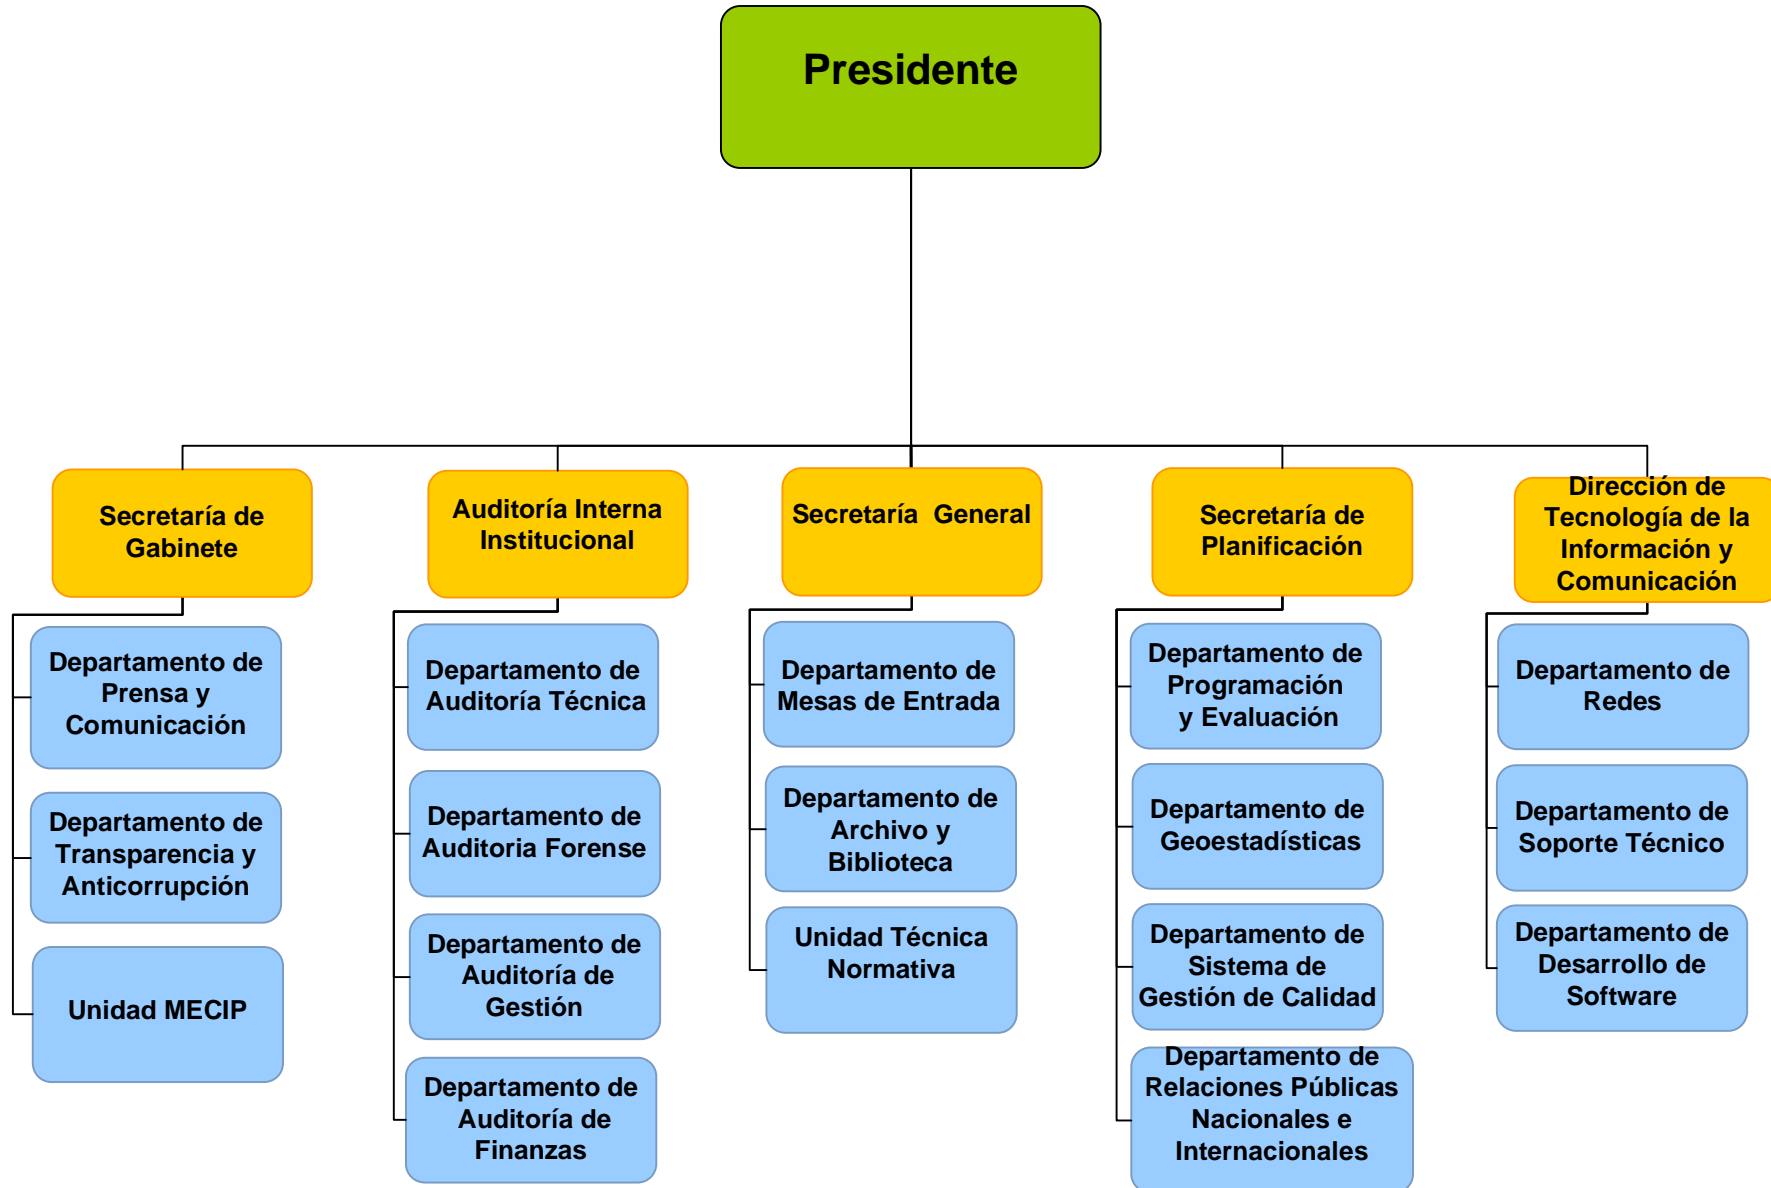 Presidente
Secretaría de
Gabinete
Auditoría Interna
Institucional
Secretaría  General
Secretaría de
Planificación
Dirección de
Tecnología de la
Información y
Comunicación
Departamento de
Prensa y
Comunicación
Departamento de
Transparencia y
Anticorrupción
Unidad MECIP
Departamento de
Auditoría Técnica
Departamento de
Auditoria Forense
Departamento de
Auditoría de
Gestión
Departamento de
Auditoría de
Finanzas
Departamento de
Mesas de Entrada
Departamento de
Archivo y
Biblioteca
Unidad Técnica
Normativa
Departamento de
Programación
y Evaluación
Departamento de
Geoestadísticas
Departamento de
Sistema de
Gestión de Calidad
Departamento de
Relaciones Públicas
Nacionales e
Internacionales
Departamento de
Redes
Departamento de
Soporte Técnico
Departamento de
Desarrollo de
Software